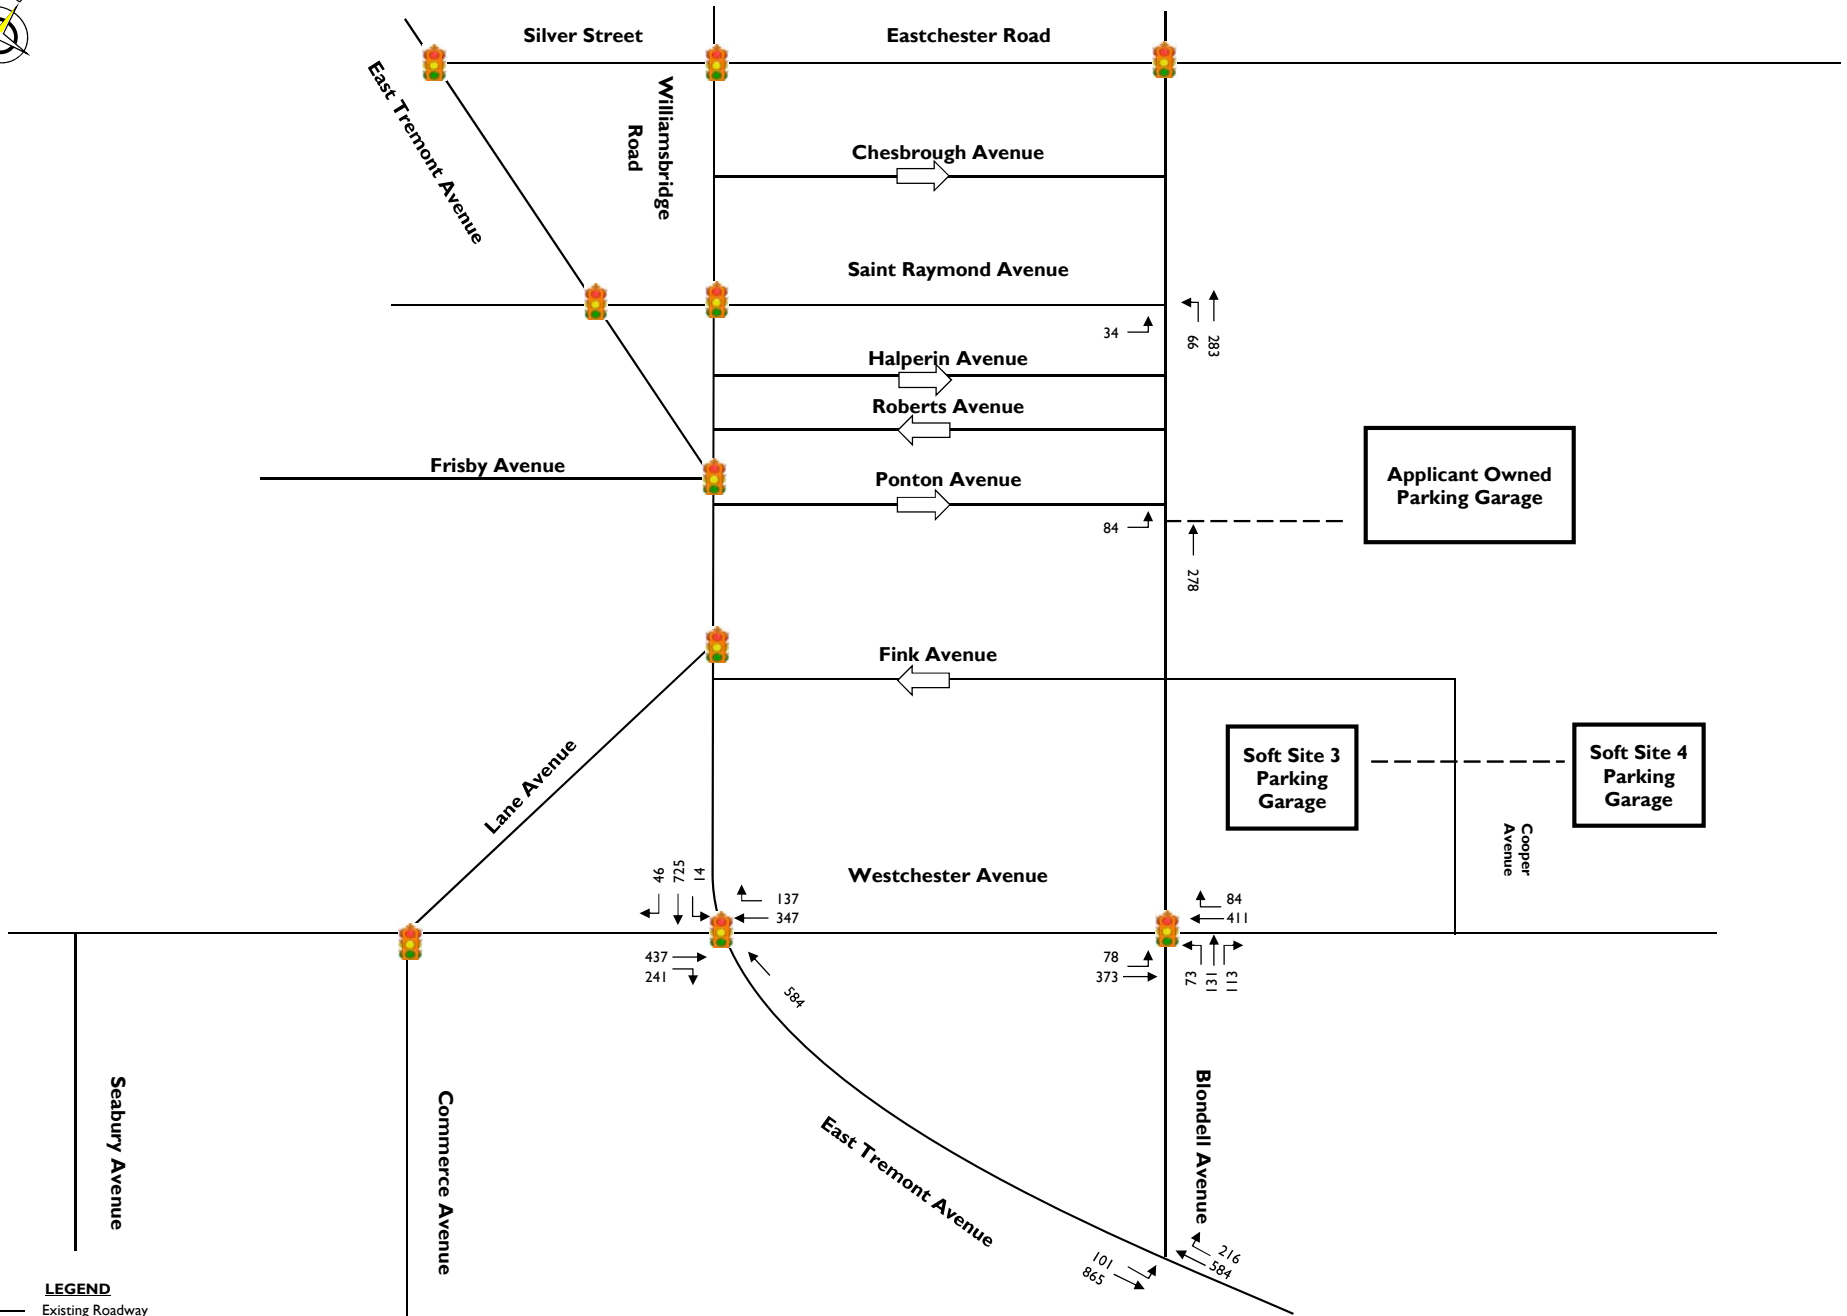 Silver Street
Eastchester Road
East Tremont Avenue
Williamsbridge
Road
Chesbrough Avenue
Saint Raymond Avenue
34
66
283
Halperin Avenue
Roberts Avenue
Frisby Avenue
Ponton Avenue
84
278
Applicant Owned
Parking Garage
Fink Avenue
Lane Avenue
Soft Site 3
Parking
Garage
Soft Site 4
Parking
Garage
Cooper
Avenue
46
725
14
137
347
Westchester Avenue
84
411
437
241
584
78
373
73
131
113
Seabury Avenue
Commerce Avenue
East Tremont Avenue
Blondell Avenue
101
865
216
584
LEGEND
Existing Roadway